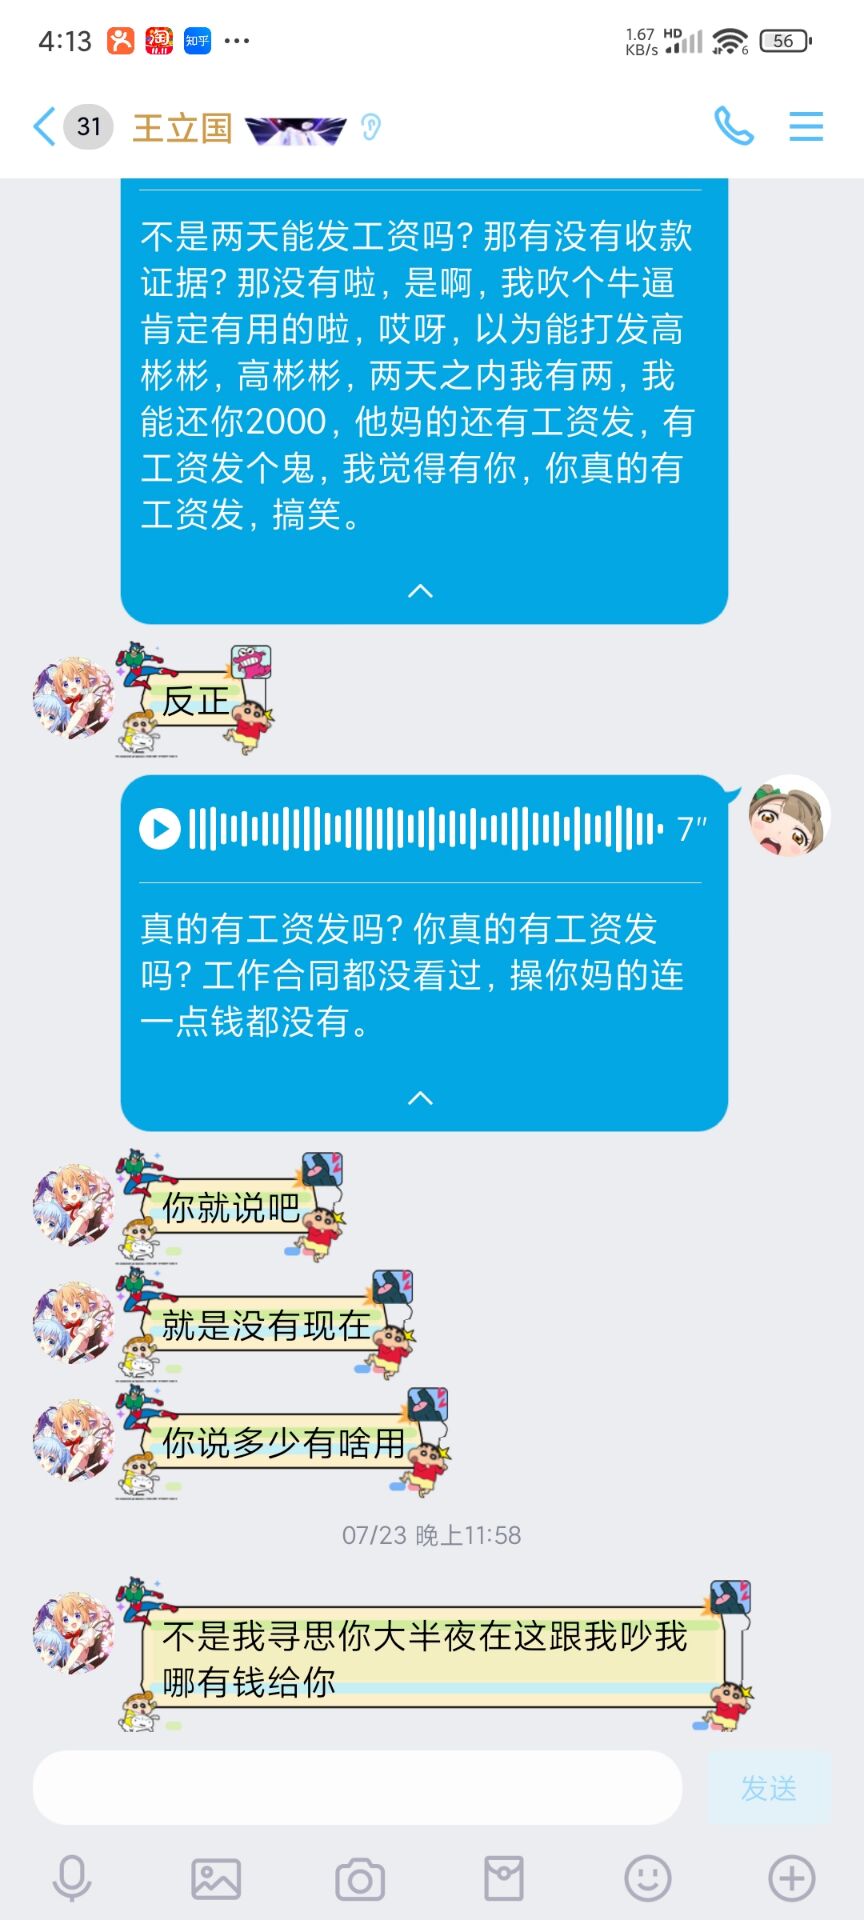 4:13
淘
11.11
知乎
1.67
KB/s
HD
6
56
31
王立国
不是两天能发工资吗？那有没有收款
证据？那没有啦，是啊，我吹个牛逼
肯定有用的啦，哎呀，以为能打发高
彬彬，高彬彬，两天之内我有两，我
能还你2000，他妈的还有工资发，有
工资发个鬼，我觉得有你，你真的有
工资发，搞笑。
反正
7″
真的有工资发吗？你真的有工资发
吗？工作合同都没看过，操你妈的连
一点钱都没有。
你就说吧
就是没有现在
你说多少有啥用
07/23 晚上11:58
不是我寻思你大半夜在这跟我吵我
哪有钱给你
发送